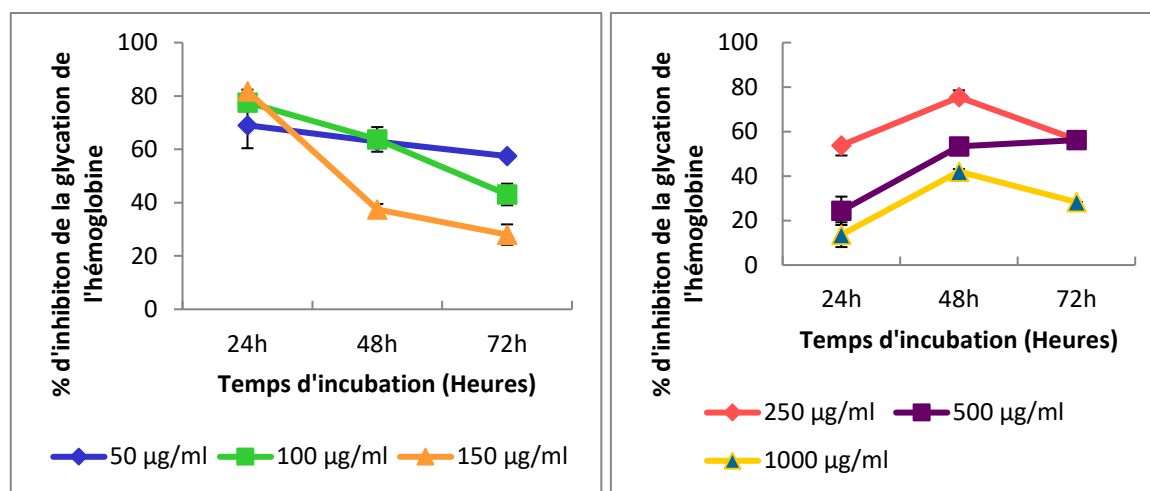 % d'inhibiton de la glycation de
l'hémoglobine
100
80
60
40
20
0
24h 48h 72h
Temps d'incubation (Heures)
50 µg/ml 100 µg/ml 150 µg/ml
% d'inhibiton de la glycation de
l'hémoglobine
100
80
60
40
20
0
24h 48h 72h
Temps d'incubation (Heures)
250 µg/ml 500 µg/ml
1000 µg/ml